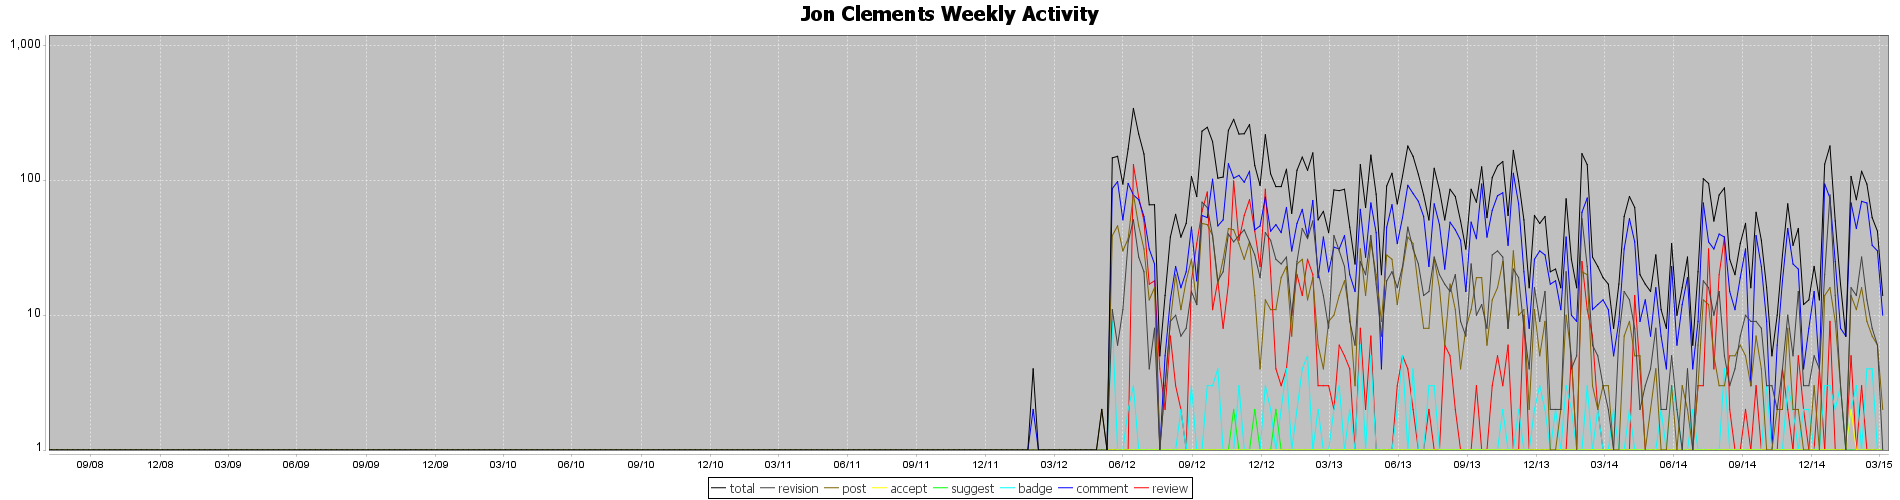 Jon Clements Weekly Activity
1,000
100
10
1
09/08 12/08 03/09 06/09 09/09 12/09 03/10 06/10 09/10 12/10 03/11 06/11 09/11 12/11 03/12 06/12 09/12 12/12 03/13 06/13 09/13 12/13 03/14 06/14 09/14 12/14 03/15
total revision post accept suggest badge comment review